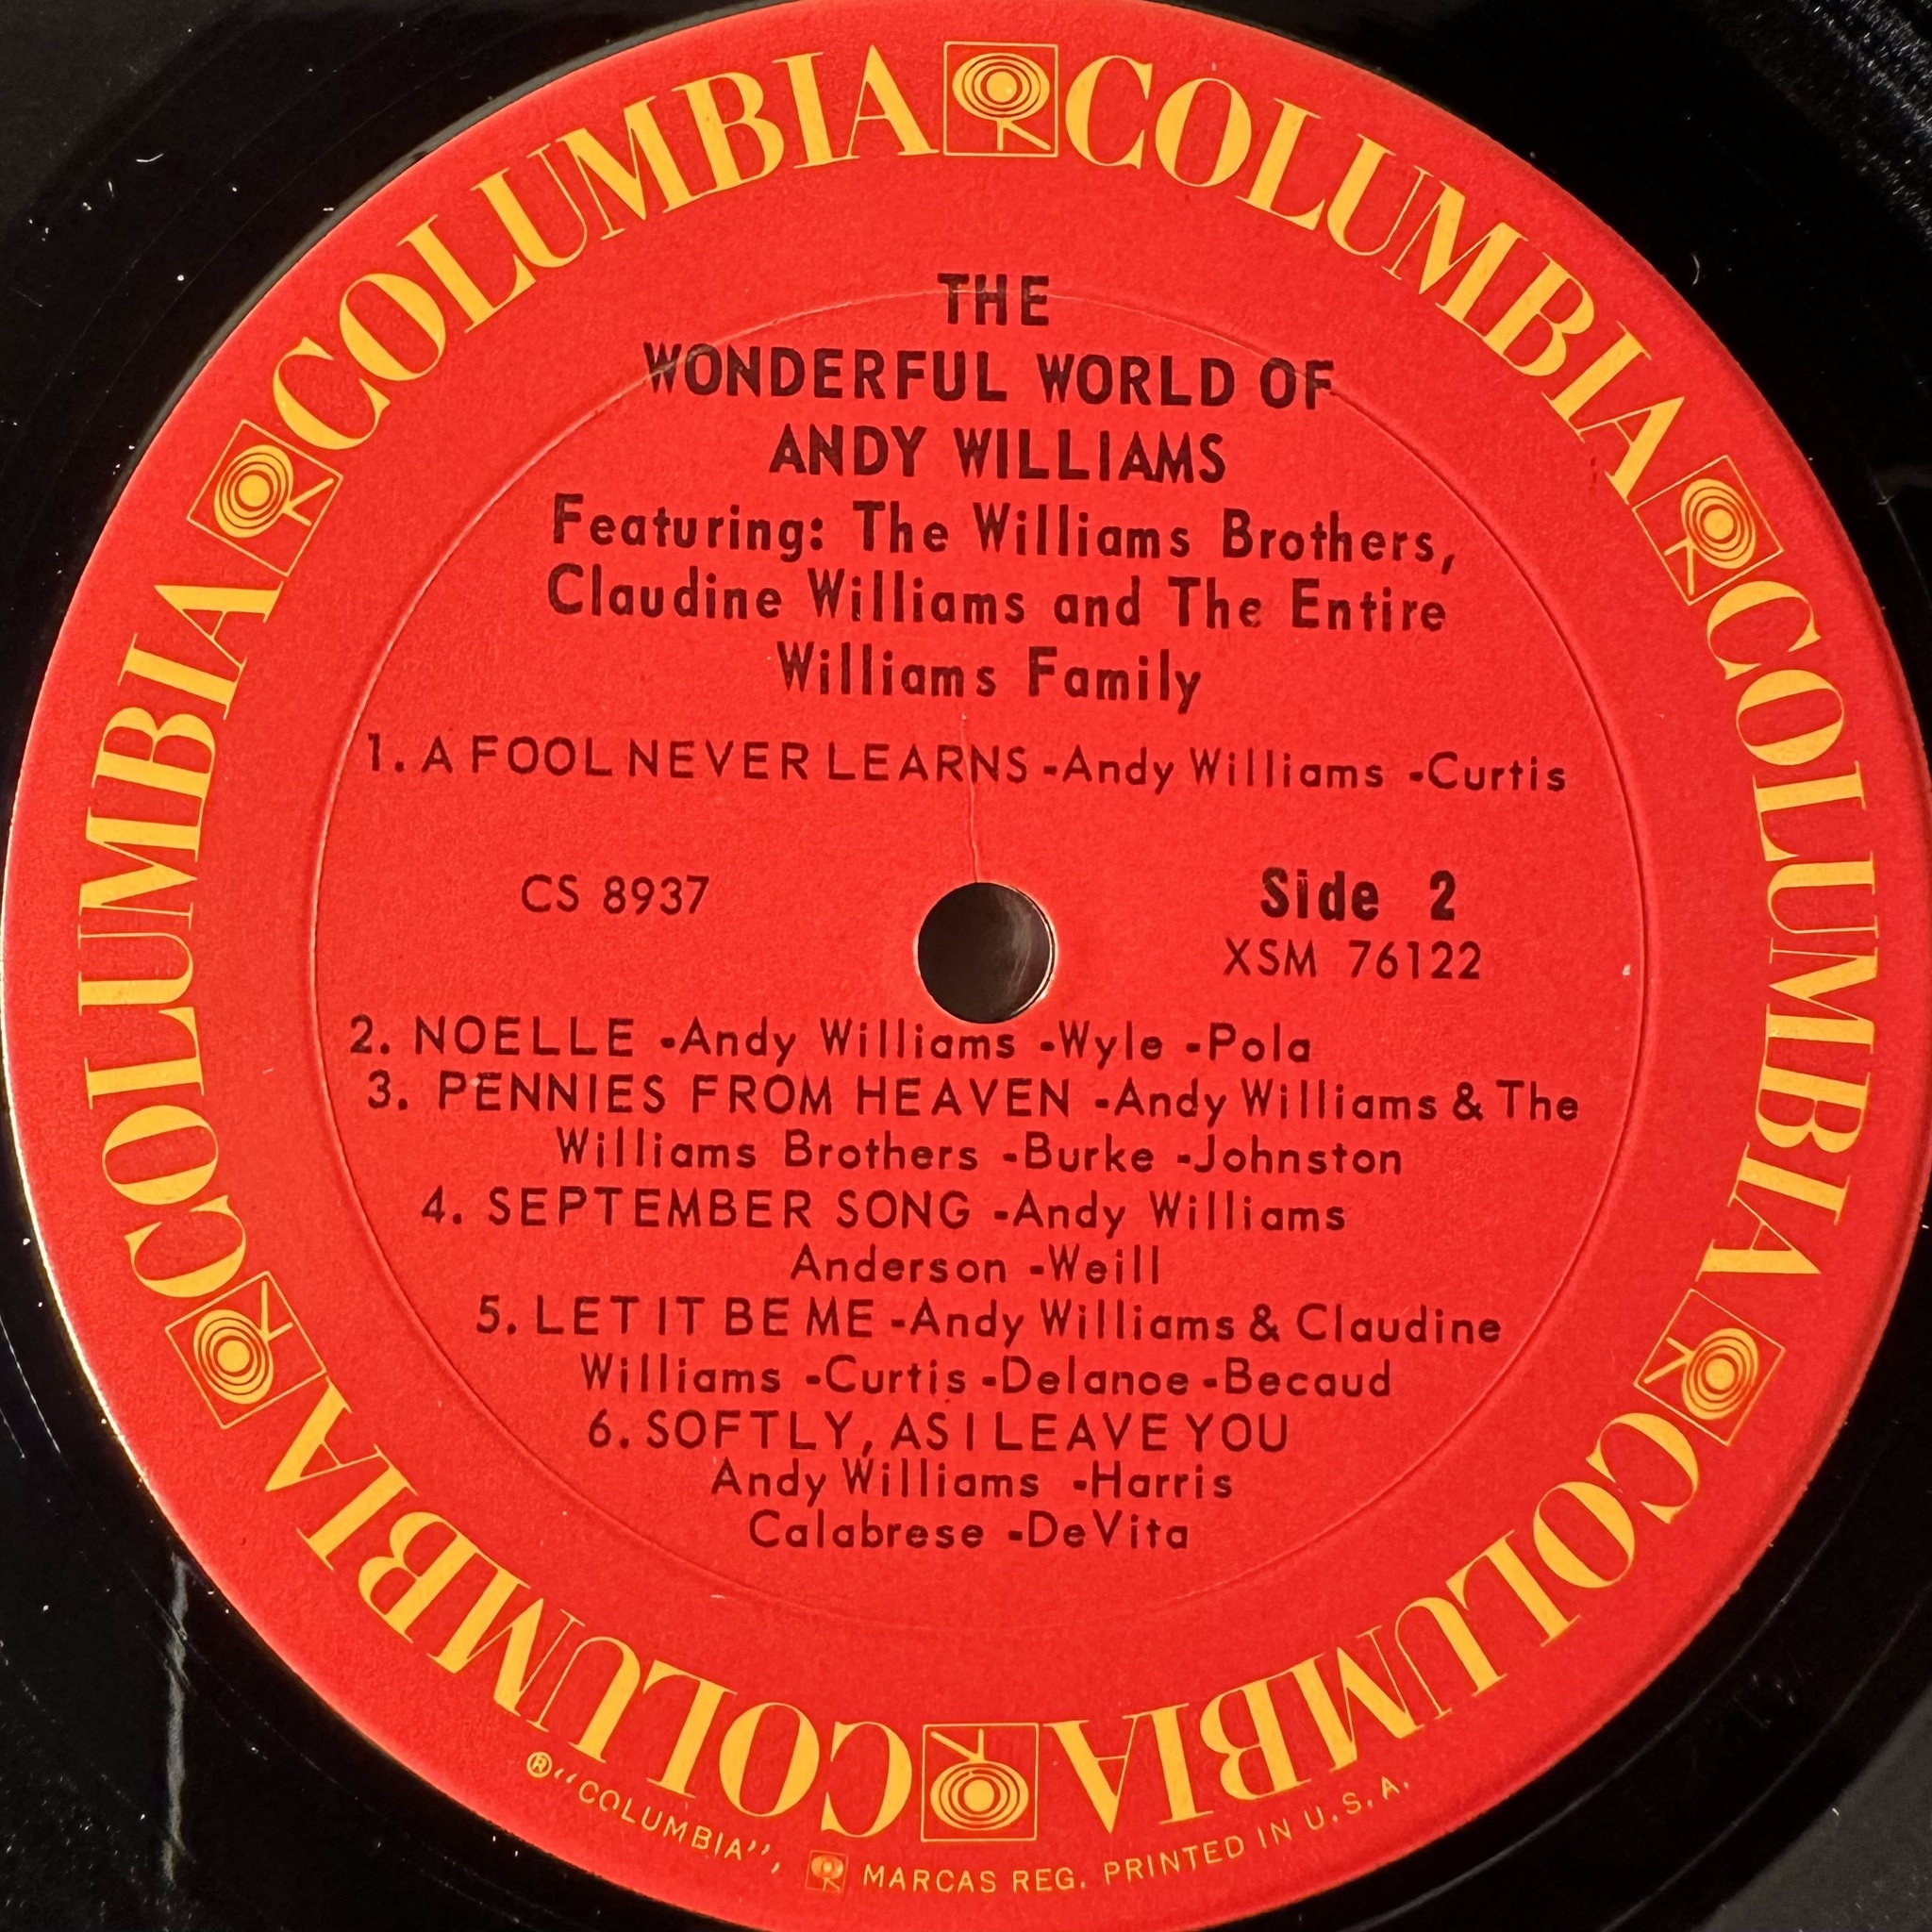 COLUMBIA COLUMBIA COLUMBIA COLUMBIA COLUMBIA COLUMBIA
THE
WONDERFUL WORLD OF
ANDY WILLIAMS
Featuring: The Williams Brothers,
Claudine Williams and The Entire
Williams Family
1. A FOOL NEVER LEARNS -Andy Williams -Curtis
CS 8937
Side 2
XSM 76122
2. NOELLE -Andy Williams -Wyle -Pola
3. PENNIES FROM HEAVEN -Andy Williams & The
Williams Brothers -Burke -Johnston
4. SEPTEMBER SONG -Andy Williams
Anderson -Weill
5. LET IT BE ME -Andy Williams & Claudine
Williams -Curtis -Delanoe -Becaud
6. SOFTLY, AS I LEAVE YOU
Andy Williams -Harris
Calabrese -DeVita
®"COLUMBIA", MARCAS REG. PRINTED IN U.S.A.